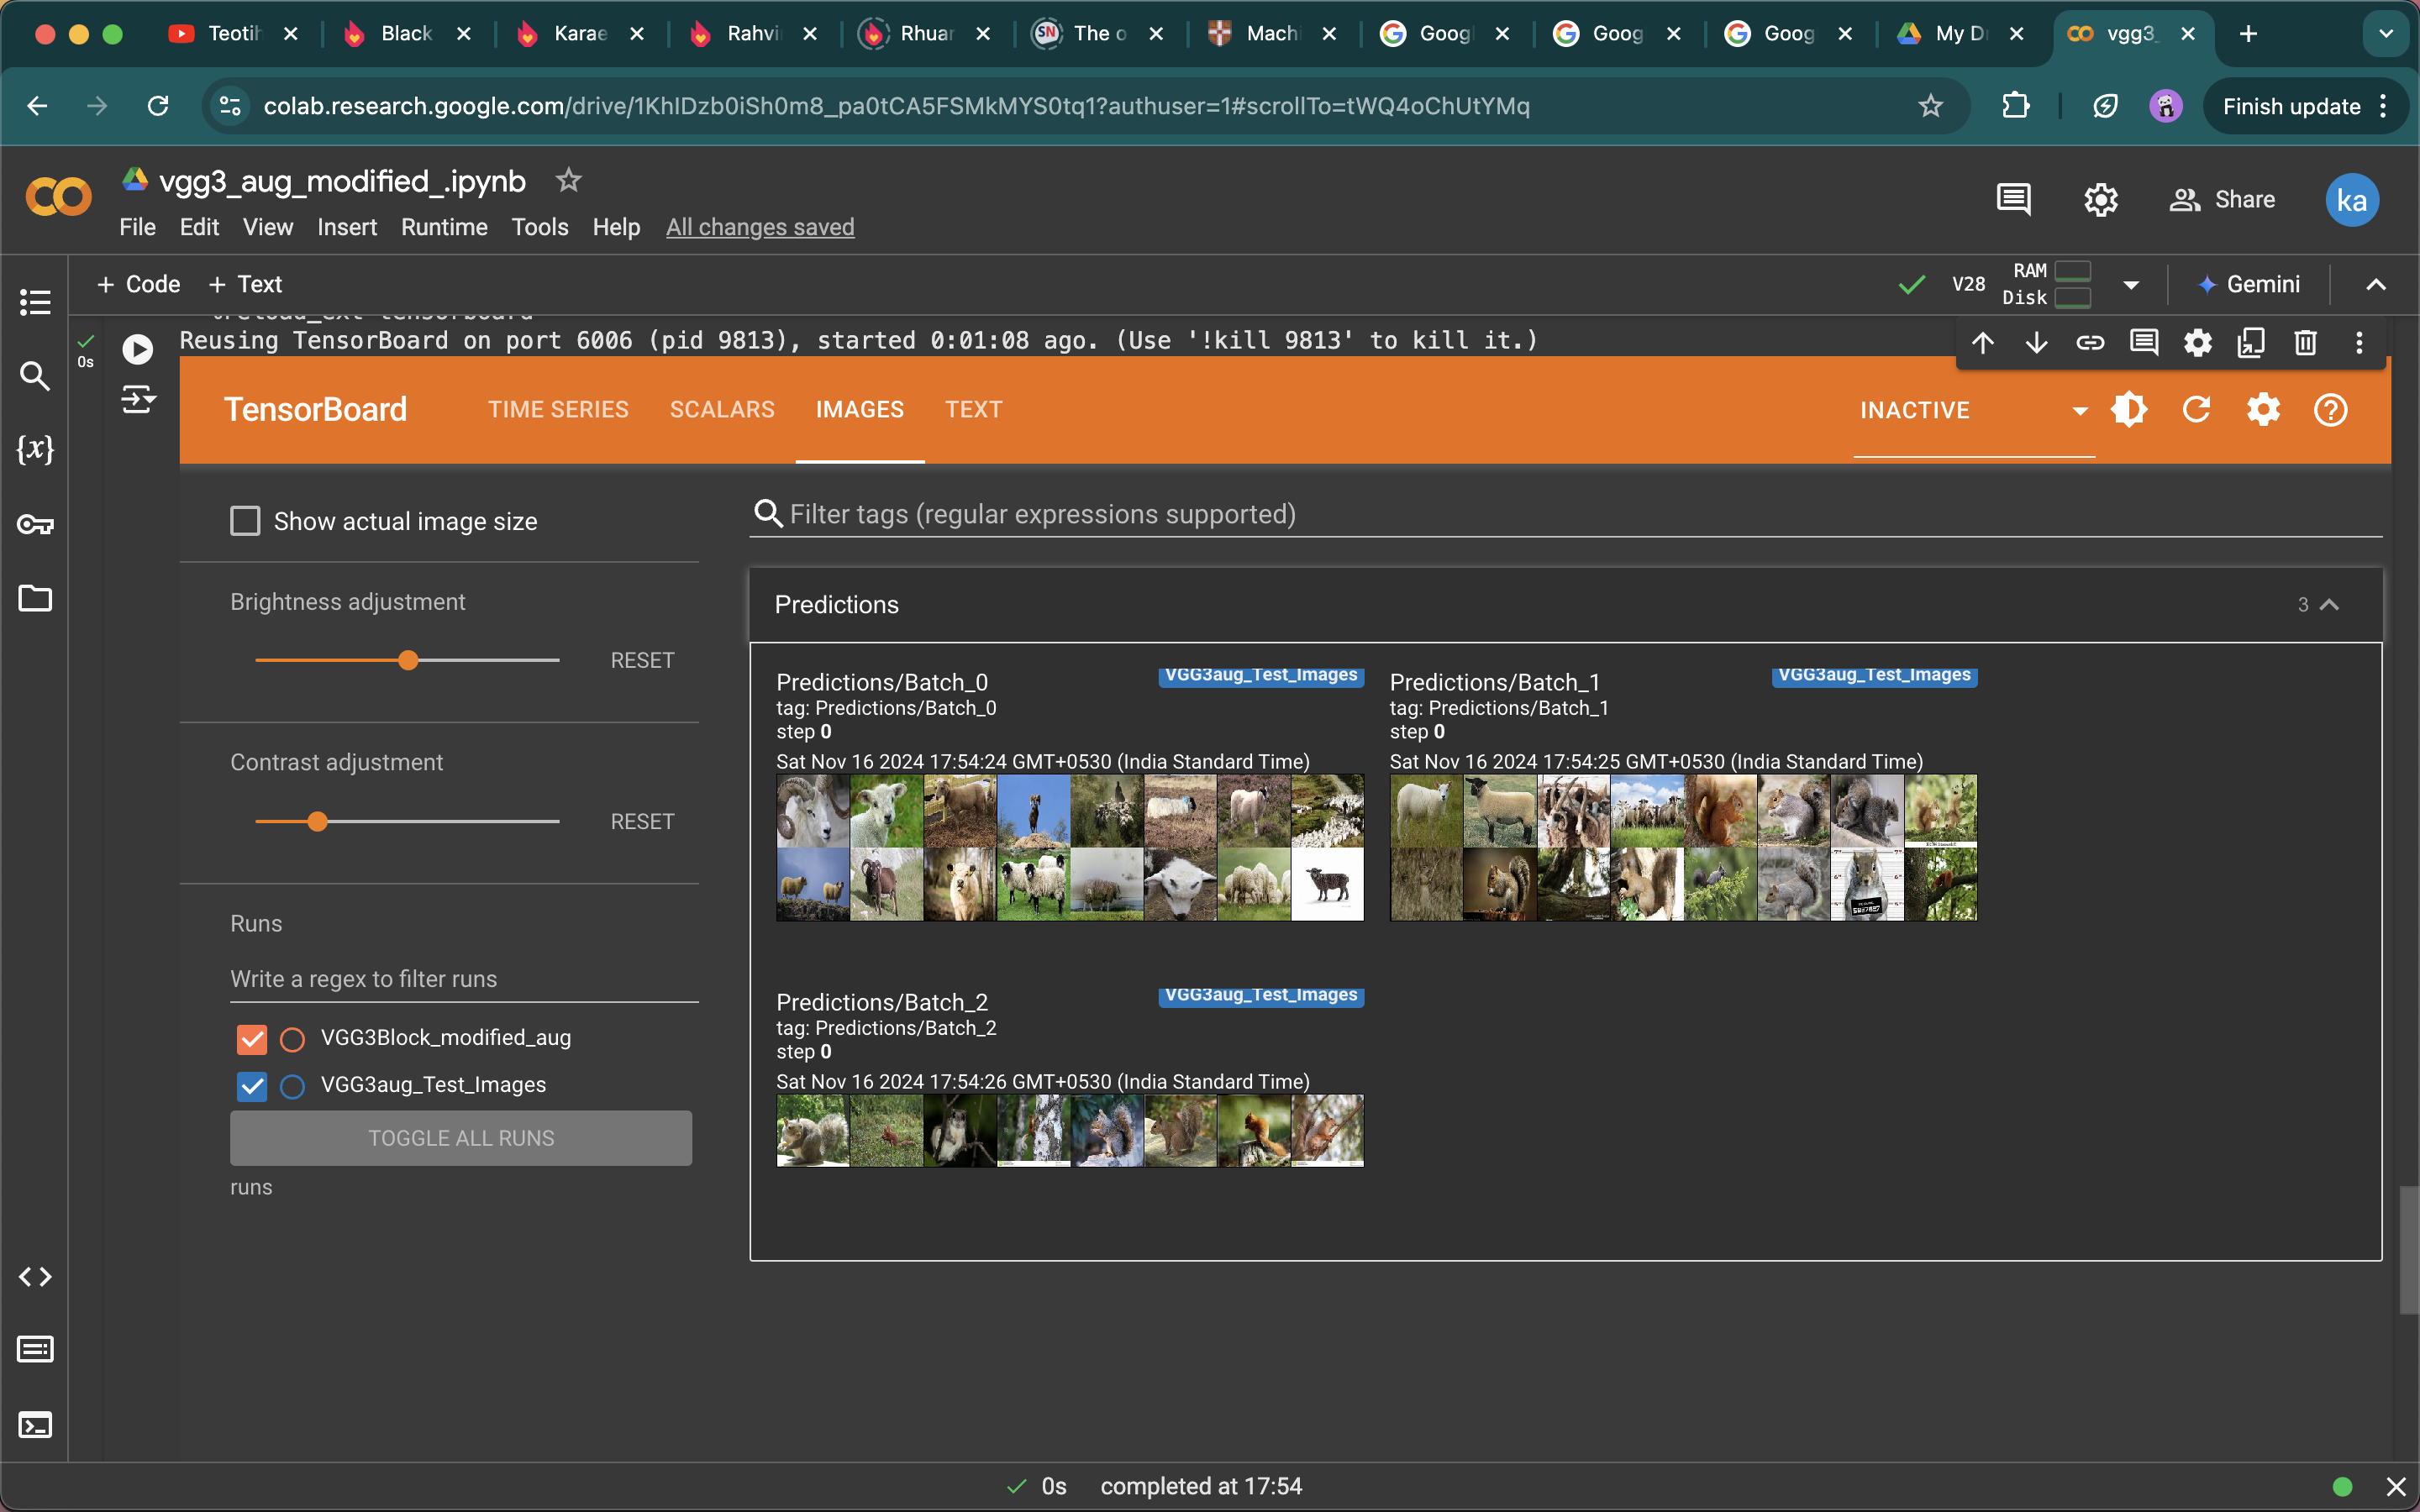 Teotih
Black
Karae
Rahvi
Rhuar
The o
Machi
Googl
Goog
Goog
My Dr
vgg3_
colab.research.google.com/drive/1KhIDzb0iSh0m8_pa0tCA5FSMkMYS0tq1?authuser=1#scrollTo=tWQ4oChUtYMq
Finish update
vgg3_aug_modified_.ipynb
Share
ka
File Edit View Insert Runtime Tools Help All changes saved
+ Code + Text
V28 RAM Disk
Gemini
%reload_ext tensorboard
0s
Reusing TensorBoard on port 6006 (pid 9813), started 0:01:08 ago. (Use '!kill 9813' to kill it.)
TensorBoard TIME SERIES SCALARS IMAGES TEXT INACTIVE
Show actual image size
Filter tags (regular expressions supported)
Brightness adjustment
RESET
Contrast adjustment
RESET
Runs
Write a regex to filter runs
VGG3Block_modified_aug
VGG3aug_Test_Images
TOGGLE ALL RUNS
runs
Predictions 3
Predictions/Batch_0 VGG3aug_Test_Images
tag: Predictions/Batch_0
step 0
Sat Nov 16 2024 17:54:24 GMT+0530 (India Standard Time)
Predictions/Batch_1 VGG3aug_Test_Images
tag: Predictions/Batch_1
step 0
Sat Nov 16 2024 17:54:25 GMT+0530 (India Standard Time)
Predictions/Batch_2 VGG3aug_Test_Images
tag: Predictions/Batch_2
step 0
Sat Nov 16 2024 17:54:26 GMT+0530 (India Standard Time)
0s completed at 17:54